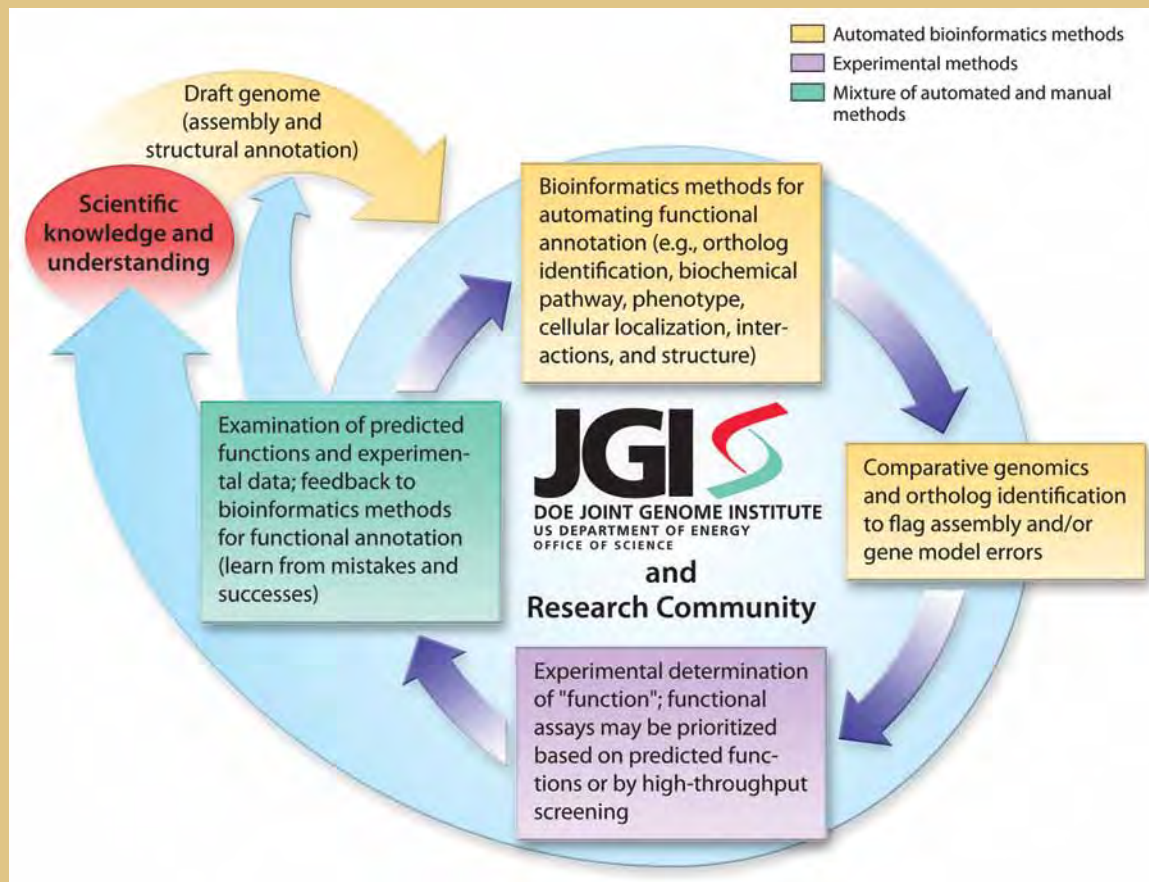 Automated bioinformatics methods
Experimental methods
Mixture of automated and manual
methods
Draft genome
(assembly and
structural annotation)
Scientific
knowledge and
understanding
Bioinformatics methods for
automating functional
annotation (e.g., ortholog
identification, biochemical
pathway, phenotype,
cellular localization, inter-
actions, and structure)
Comparative genomics
and ortholog identification
to flag assembly and/or
gene model errors
Experimental determination
of "function"; functional
assays may be prioritized
based on predicted func-
tions or by high-throughput
screening
Examination of predicted
functions and experimen-
tal data; feedback to
bioinformatics methods
for functional annotation
(learn from mistakes and
successes)
JGI
DOE JOINT GENOME INSTITUTE
US DEPARTMENT OF ENERGY
OFFICE OF SCIENCE
and
Research Community